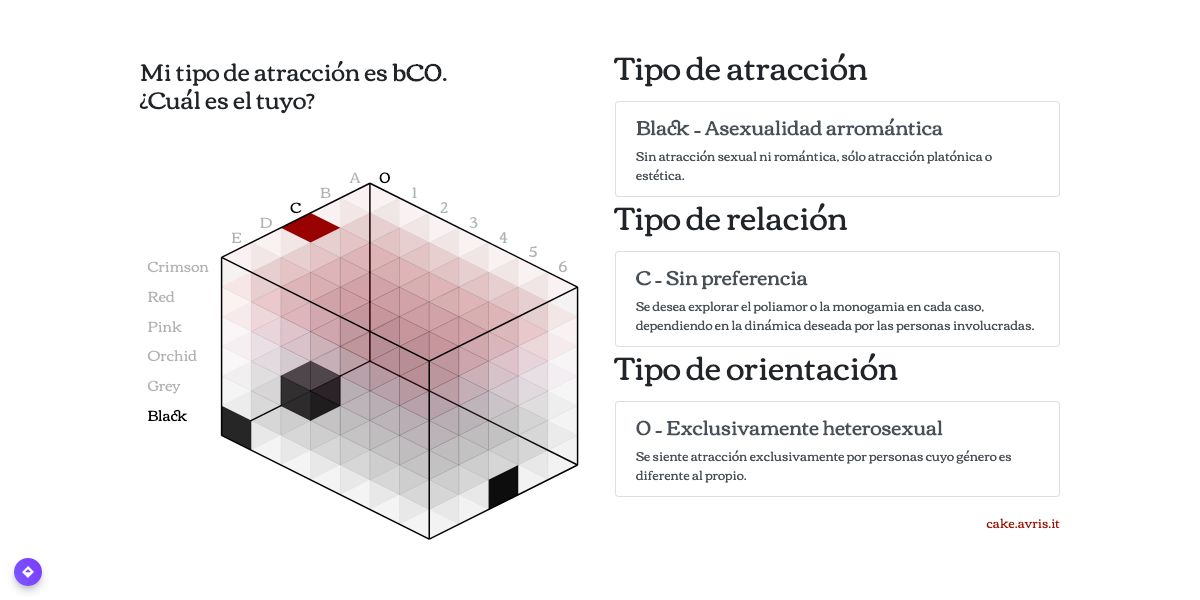 Mi tipo de atracción es bC0.
¿Cuál es el tuyo?
A
0
B
1
C
2
D
3
E
4
5
6
Crimson
Red
Pink
Orchid
Grey
Black
Tipo de atracción
Black - Asexualidad arromántica
Sin atracción sexual ni romántica, sólo atracción platónica o
estética.
Tipo de relación
C - Sin preferencia
Se desea explorar el poliamor o la monogamia en cada caso,
dependiendo en la dinámica deseada por las personas involucradas.
Tipo de orientación
0 - Exclusivamente heterosexual
Se siente atracción exclusivamente por personas cuyo género es
diferente al propio.
cake.avris.it